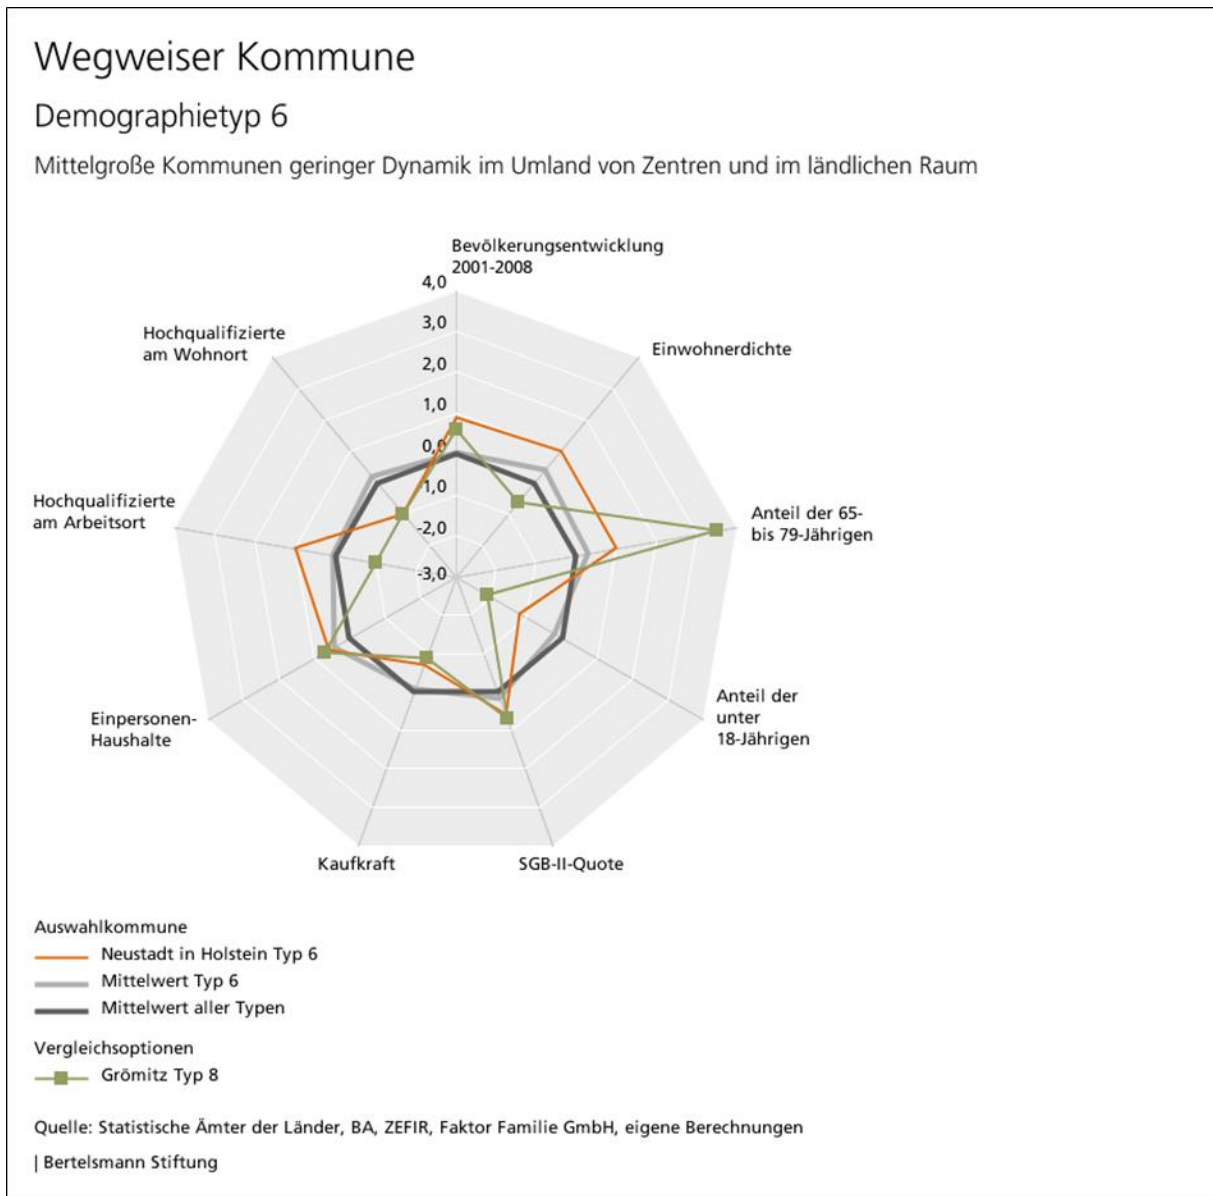 Wegweiser Kommune
Demographietyp 6
Mittelgroße Kommunen geringer Dynamik im Umland von Zentren und im ländlichen Raum
Bevölkerungsentwicklung
2001-2008
4,0
3,0
2,0
1,0
0,0
1,0
-2,0
-3,0
Einwohnerdichte
Anteil der 65-
bis 79-Jährigen
Anteil der
unter
18-Jährigen
SGB-II-Quote
Kaufkraft
Einpersonen-
Haushalte
Hochqualifizierte
am Arbeitsort
Hochqualifizierte
am Wohnort
Auswahlkommune
Neustadt in Holstein Typ 6
Mittelwert Typ 6
Mittelwert aller Typen
Vergleichsoptionen
Grömitz Typ 8
Quelle: Statistische Ämter der Länder, BA, ZEFIR, Faktor Familie GmbH, eigene Berechnungen
| Bertelsmann Stiftung